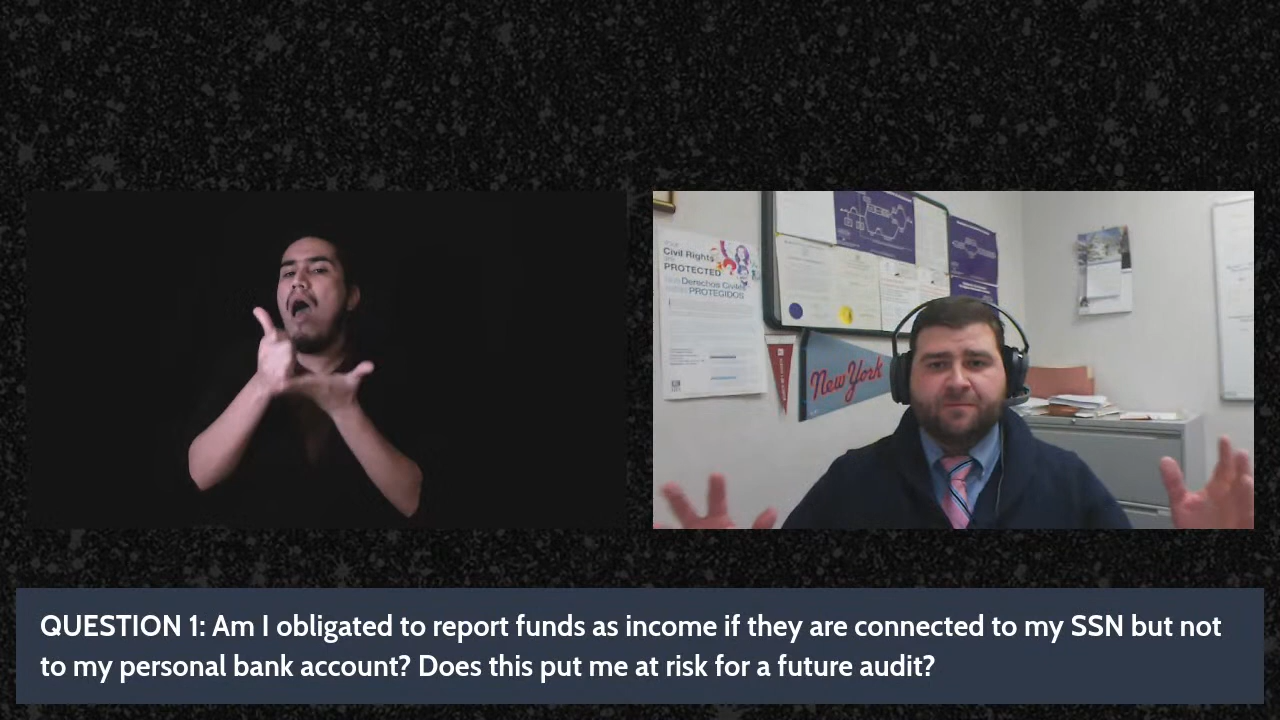 Civil Rights
PROTECTED
Derechos Civiles
PROTEGIDOS
New York
QUESTION 1: Am I obligated to report funds as income if they are connected to my SSN but not
to my personal bank account? Does this put me at risk for a future audit?